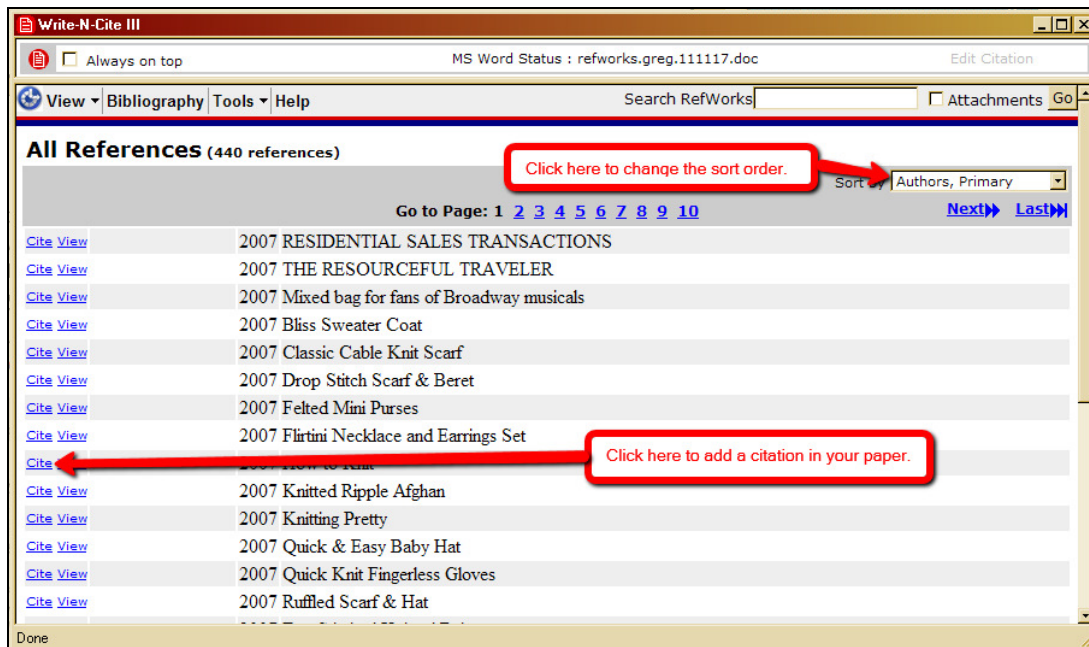 Write-N-Cite III
Always on top MS Word Status : refworks.greg.111117.doc Edit Citation
View Bibliography Tools Help Search RefWorks Attachments Go
All References (440 references)
Click here to change the sort order.
Sort by Authors, Primary
Go to Page: 1 2 3 4 5 6 7 8 9 10 Next Last
Cite View 2007 RESIDENTIAL SALES TRANSACTIONS
Cite View 2007 THE RESOURCEFUL TRAVELER
Cite View 2007 Mixed bag for fans of Broadway musicals
Cite View 2007 Bliss Sweater Coat
Cite View 2007 Classic Cable Knit Scarf
Cite View 2007 Drop Stitch Scarf & Beret
Cite View 2007 Felted Mini Purses
Cite View 2007 Flirtini Necklace and Earrings Set
Cite 2007 How to Knit
Click here to add a citation in your paper.
Cite View 2007 Knitted Ripple Afghan
Cite View 2007 Knitting Pretty
Cite View 2007 Quick & Easy Baby Hat
Cite View 2007 Quick Knit Fingerless Gloves
Cite View 2007 Ruffled Scarf & Hat
Done